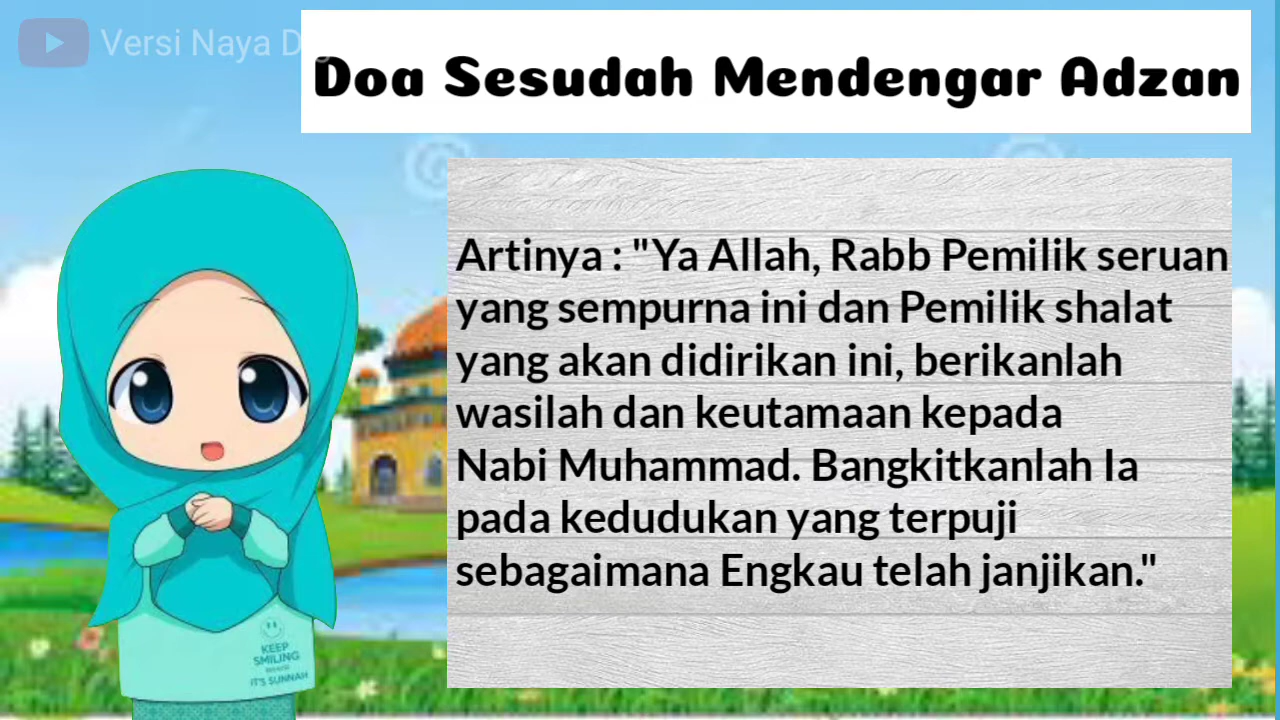 Versi Naya D
Doa Sesudah Mendengar Adzan
Artinya : "Ya Allah, Rabb Pemilik seruan
yang sempurna ini dan Pemilik shalat
yang akan didirikan ini, berikanlah
wasilah dan keutamaan kepada
Nabi Muhammad. Bangkitkanlah Ia
pada kedudukan yang terpuji
sebagaimana Engkau telah janjikan."
KEEP
SMILING
IT'S SUNNAH